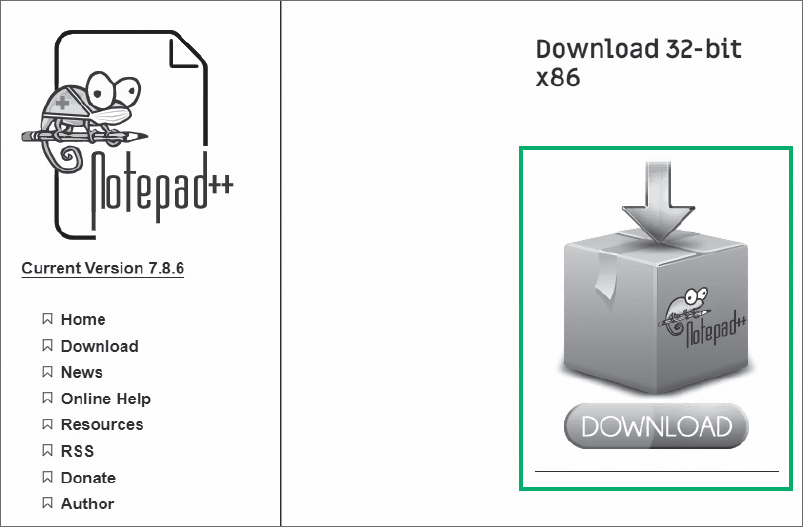 Notepad++
Current Version 7.8.6
Home
Download
News
Online Help
Resources
RSS
Donate
Author
Download 32-bit
x86
Notepad++
DOWNLOAD